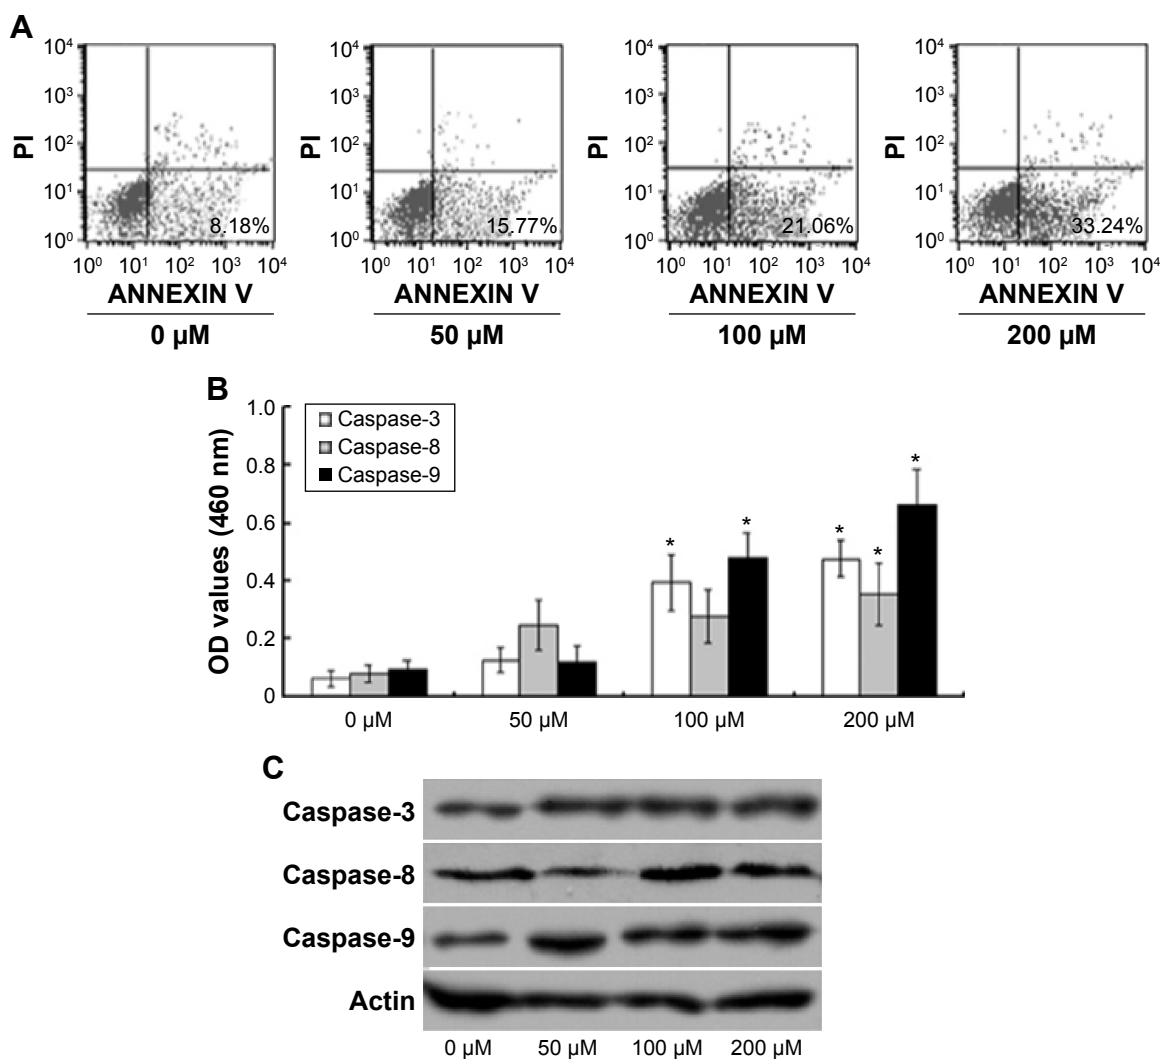 A
10⁴ 10³ 10² 10¹ 10⁰
PI
8.18%
10⁰ 10¹ 10² 10³ 10⁴
ANNEXIN V
0 µM
10⁴ 10³ 10² 10¹ 10⁰
PI
15.77%
10⁰ 10¹ 10² 10³ 10⁴
ANNEXIN V
50 µM
10⁴ 10³ 10² 10¹ 10⁰
PI
21.06%
10⁰ 10¹ 10² 10³ 10⁴
ANNEXIN V
100 µM
10⁴ 10³ 10² 10¹ 10⁰
PI
33.24%
10⁰ 10¹ 10² 10³ 10⁴
ANNEXIN V
200 µM
B
OD values (460 nm)
1.0
0.8
0.6
0.4
0.2
0
Caspase-3
Caspase-8
Caspase-9
* * * * *
0 µM 50 µM 100 µM 200 µM
C
Caspase-3
Caspase-8
Caspase-9
Actin
0 µM 50 µM 100 µM 200 µM